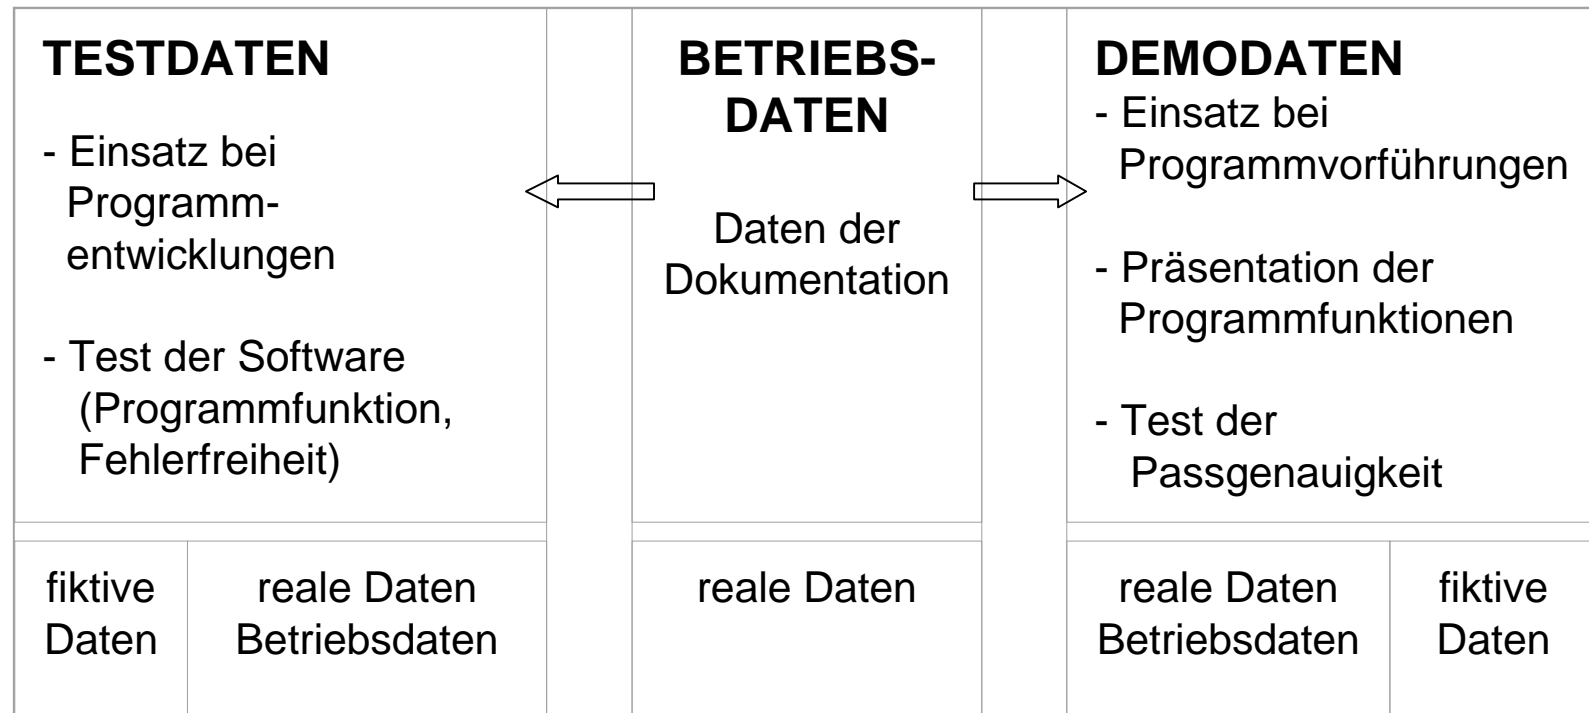 TESTDATEN
- Einsatz bei
Programm-
entwicklungen
- Test der Software
(Programmfunktion,
Fehlerfreiheit)
BETRIEBS-
DATEN
Daten der
Dokumentation
DEMODATEN
- Einsatz bei
Programmvorführungen
- Präsentation der
Programmfunktionen
- Test der
Passgenauigkeit
fiktive
Daten
reale Daten
Betriebsdaten
reale Daten
reale Daten
Betriebsdaten
fiktive
Daten